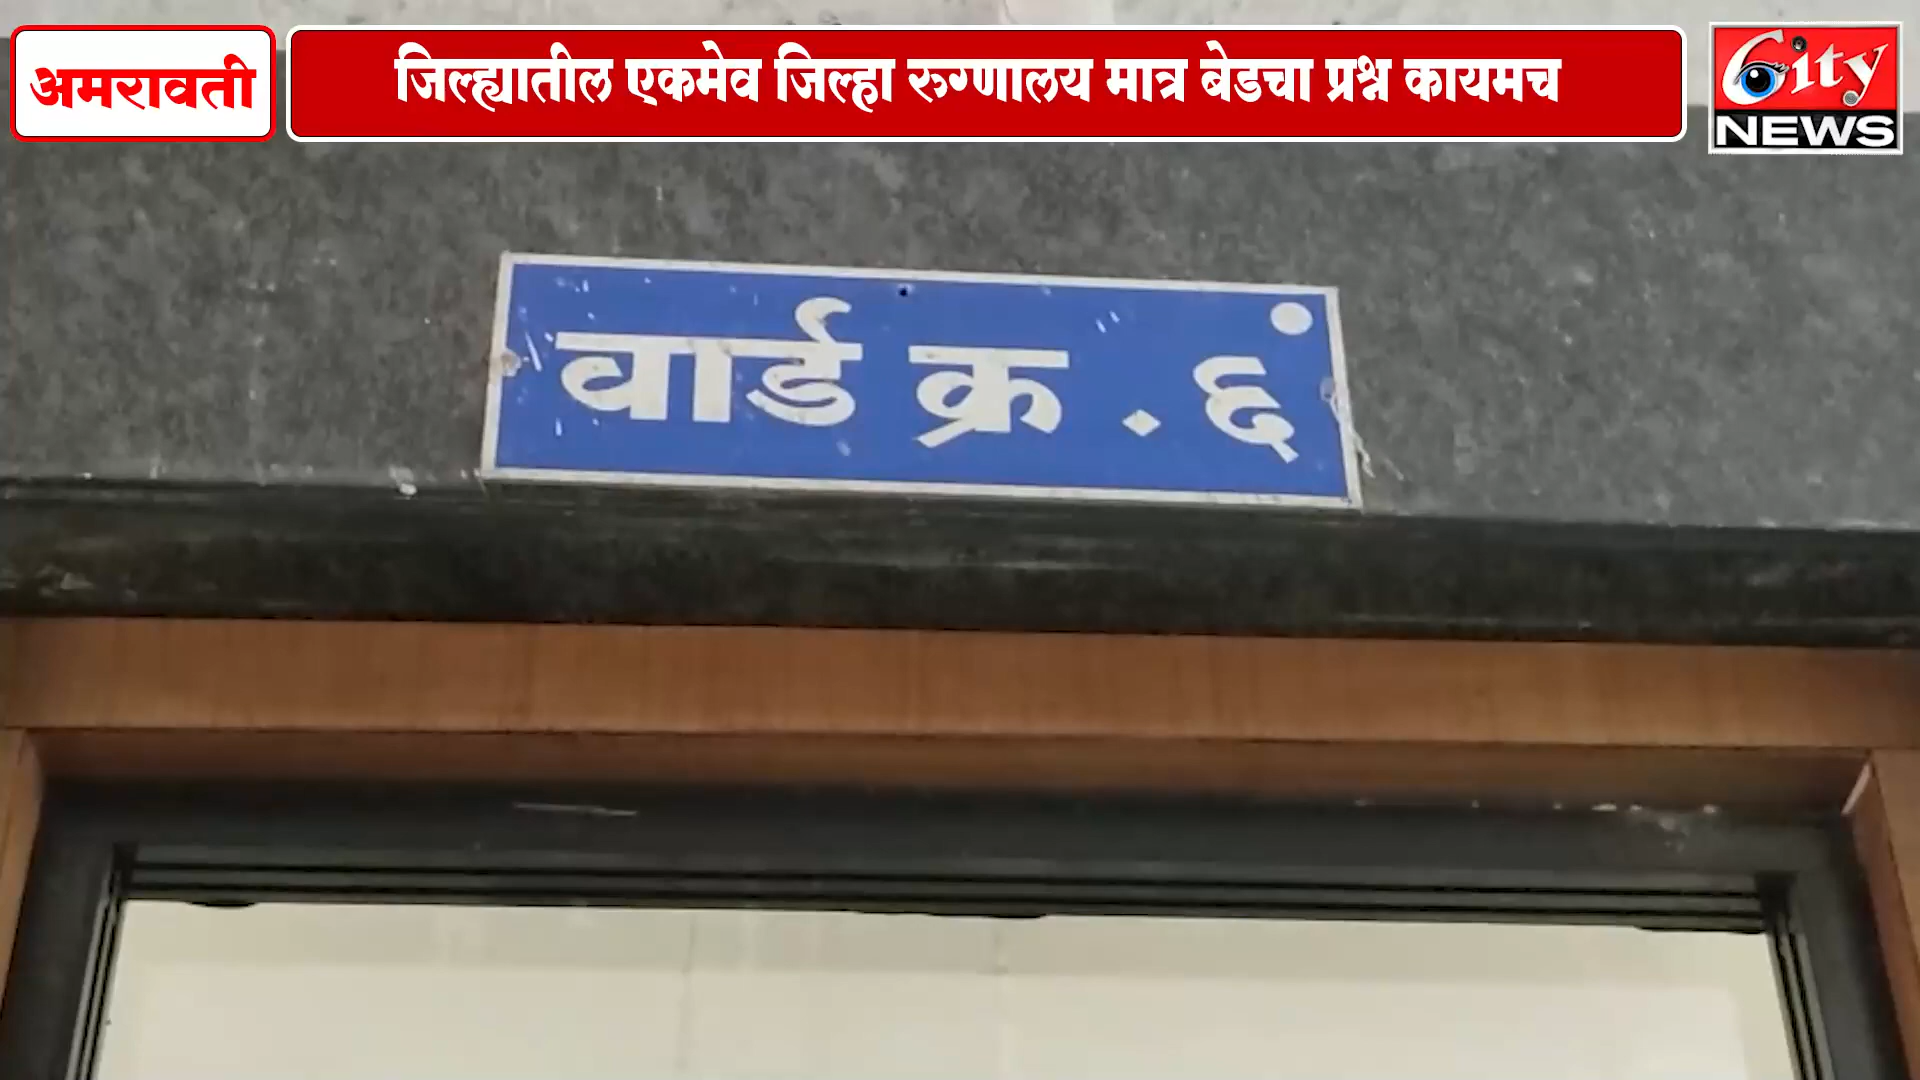 अमरावती
जिल्ह्यातील एकमेव जिल्हा रुग्णालय मात्र बेडचा प्रश्न कायमच
City
NEWS
वार्ड क्र . ६